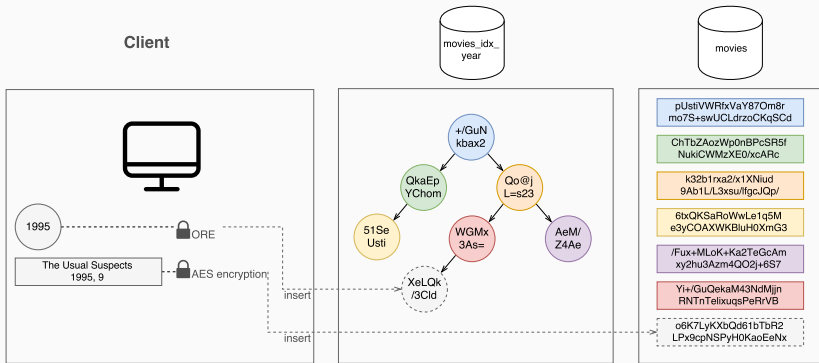 Client
movies_idx_
year
movies
1995
ORE
The Usual Suspects
1995, 9
AES encryption
insert
insert
+/GuN
kbax2
QkaEp
YChom
Qo@j
L=s23
51Se
Usti
WGMx
3As=
AeM/
Z4Ae
XeLQk
/3Cld
pUstiVWRfxVaY87Om8r
mo7S+swUCLdrzoCKqSCd
ChTbZAozWp0nBPcSR5f
NukiCWMzXE0/xcARc
k32b1rxa2/x1XNiud
9Ab1L/L3xsu/lfgcJQp/
6txQKSaRoWwLe1q5M
e3yCOAXWKBluH0XmG3
/Fux+MLoK+Ka2TeGcAm
xy2hu3Azm4QO2j+6S7
Yi+/GuQekaM43NdMjjn
RNTnTelixuqsPeRrVB
o6K7LyKXbQd61bTbR2
LPx9cpNSPyH0KaoEeNx